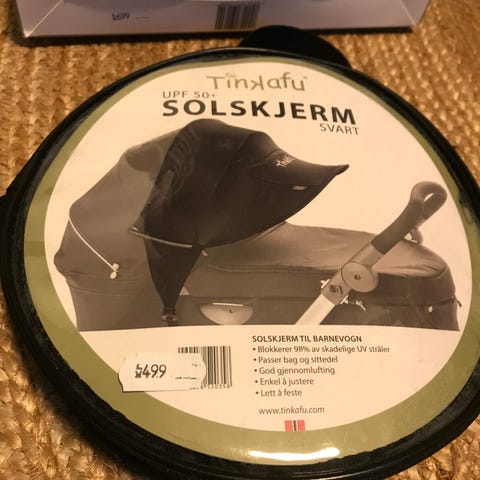 699
Tinkafu
UPF 50+
SOLSKJERM
SVART
SOLSKJERM TIL BARNEVOGN
• Blokkerer 98% av skadelige UV stråler
• Passer bag og sittedel
• God gjennomlufting
• Enkel å justere
• Lett å feste
499
www.tinkafu.com